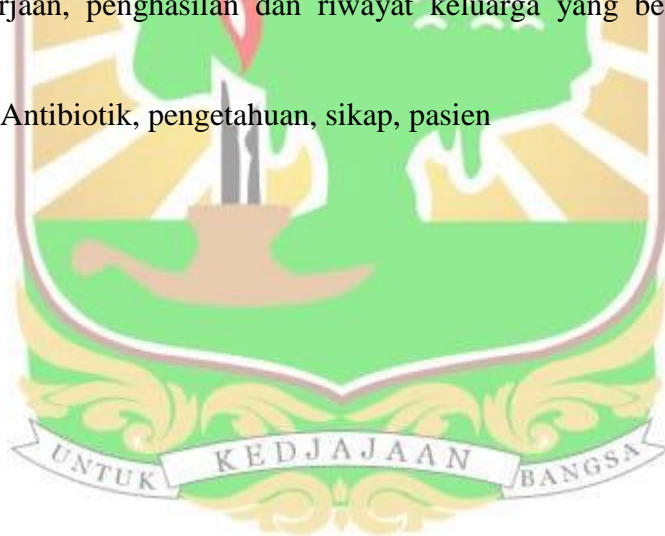 rjaan, penghasilan dan riwayat keluarga yang be
Antibiotik, pengetahuan, sikap, pasien
UNTUK KEDJAJAAN BANGSA